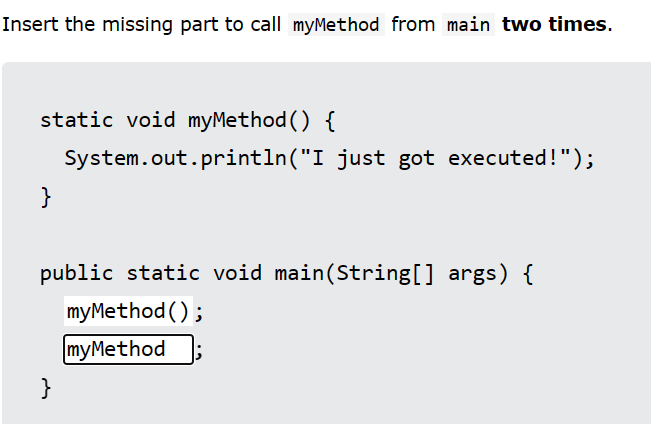 Insert the missing part to call myMethod from main two times.
static void myMethod() {
System.out.println("I just got executed!");
}
public static void main(String[] args) {
myMethod();
myMethod ;
}